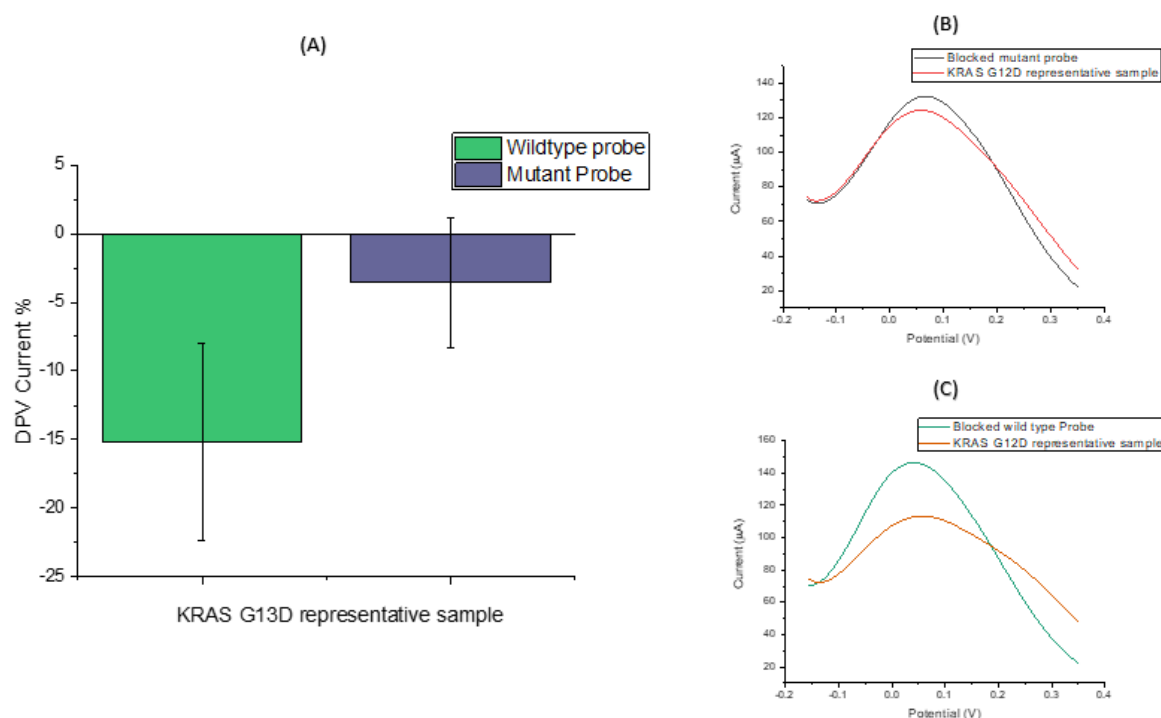 (A)
Wildtype probe
Mutant Probe
5
0
-5
-10
-15
-20
-25
DPV Current %
KRAS G13D representative sample
(B)
Blocked mutant probe
KRAS G12D representative sample
140
120
100
80
60
40
20
Current (µA)
-0.2 -0.1 0.0 0.1 0.2 0.3 0.4
Potential (V)
(C)
Blocked wild type Probe
KRAS G12D representative sample
160
140
120
100
80
60
40
20
Current (µA)
-0.2 -0.1 0.0 0.1 0.2 0.3 0.4
Potential (V)